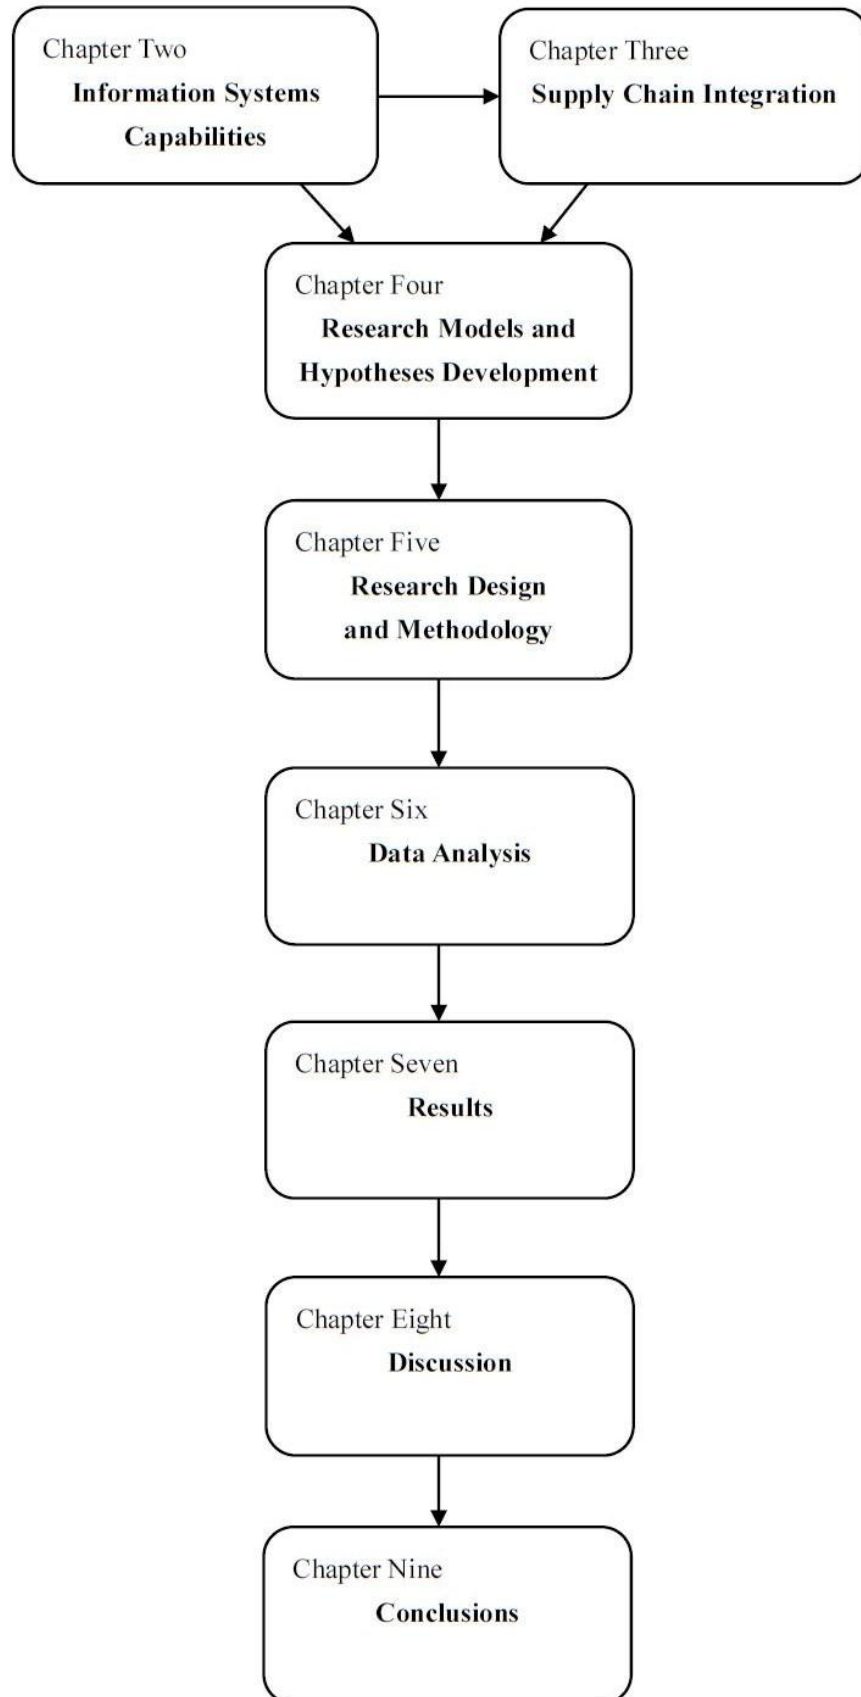 Chapter Two
Information Systems
Capabilities
Chapter Three
Supply Chain Integration
Chapter Four
Research Models and
Hypotheses Development
Chapter Five
Research Design
and Methodology
Chapter Six
Data Analysis
Chapter Seven
Results
Chapter Eight
Discussion
Chapter Nine
Conclusions